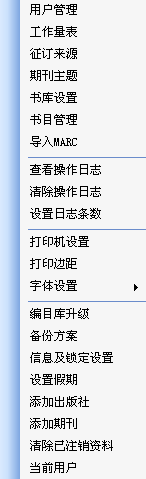 用户管理
工作量表
征订来源
期刊主题
书库设置
书目管理
导入MARC
查看操作日志
清除操作日志
设置日志条数
打印机设置
打印边距
字体设置
编目库升级
备份方案
信息及锁定设置
设置假期
添加出版社
添加期刊
清除已注销资料
当前用户